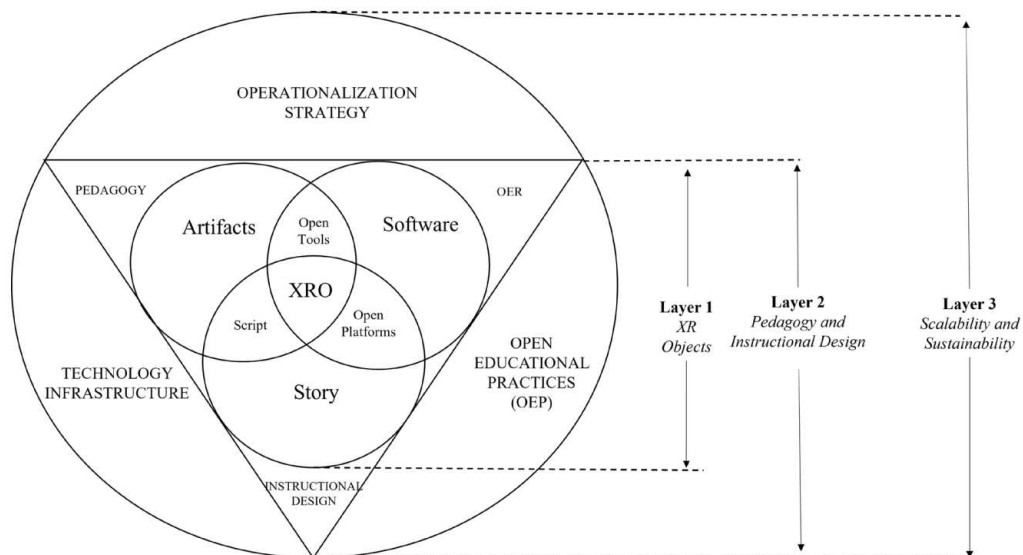 OPERATIONALIZATION
STRATEGY
PEDAGOGY
OER
Artifacts
Open
Tools
Software
XRO
Script
Open
Platforms
Story
TECHNOLOGY
INFRASTRUCTURE
OPEN
EDUCATIONAL
PRACTICES
(OEP)
INSTRUCTIONAL
DESIGN
Layer 1
XR
Objects
Layer 2
Pedagogy and
Instructional Design
Layer 3
Scalability and
Sustainability